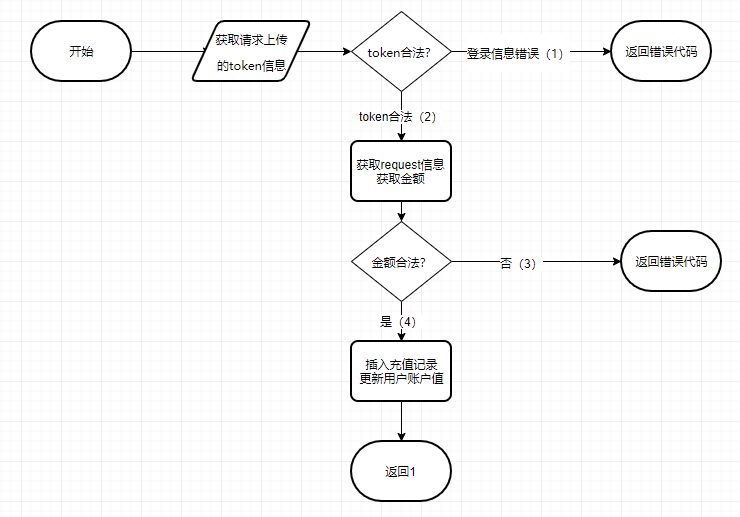 开始
获取请求上传
的token信息
token合法?
登录信息错误（1）
返回错误代码
token合法（2）
获取request信息
获取金额
金额合法?
否（3）
返回错误代码
是（4）
插入充值记录
更新用户账户值
返回1